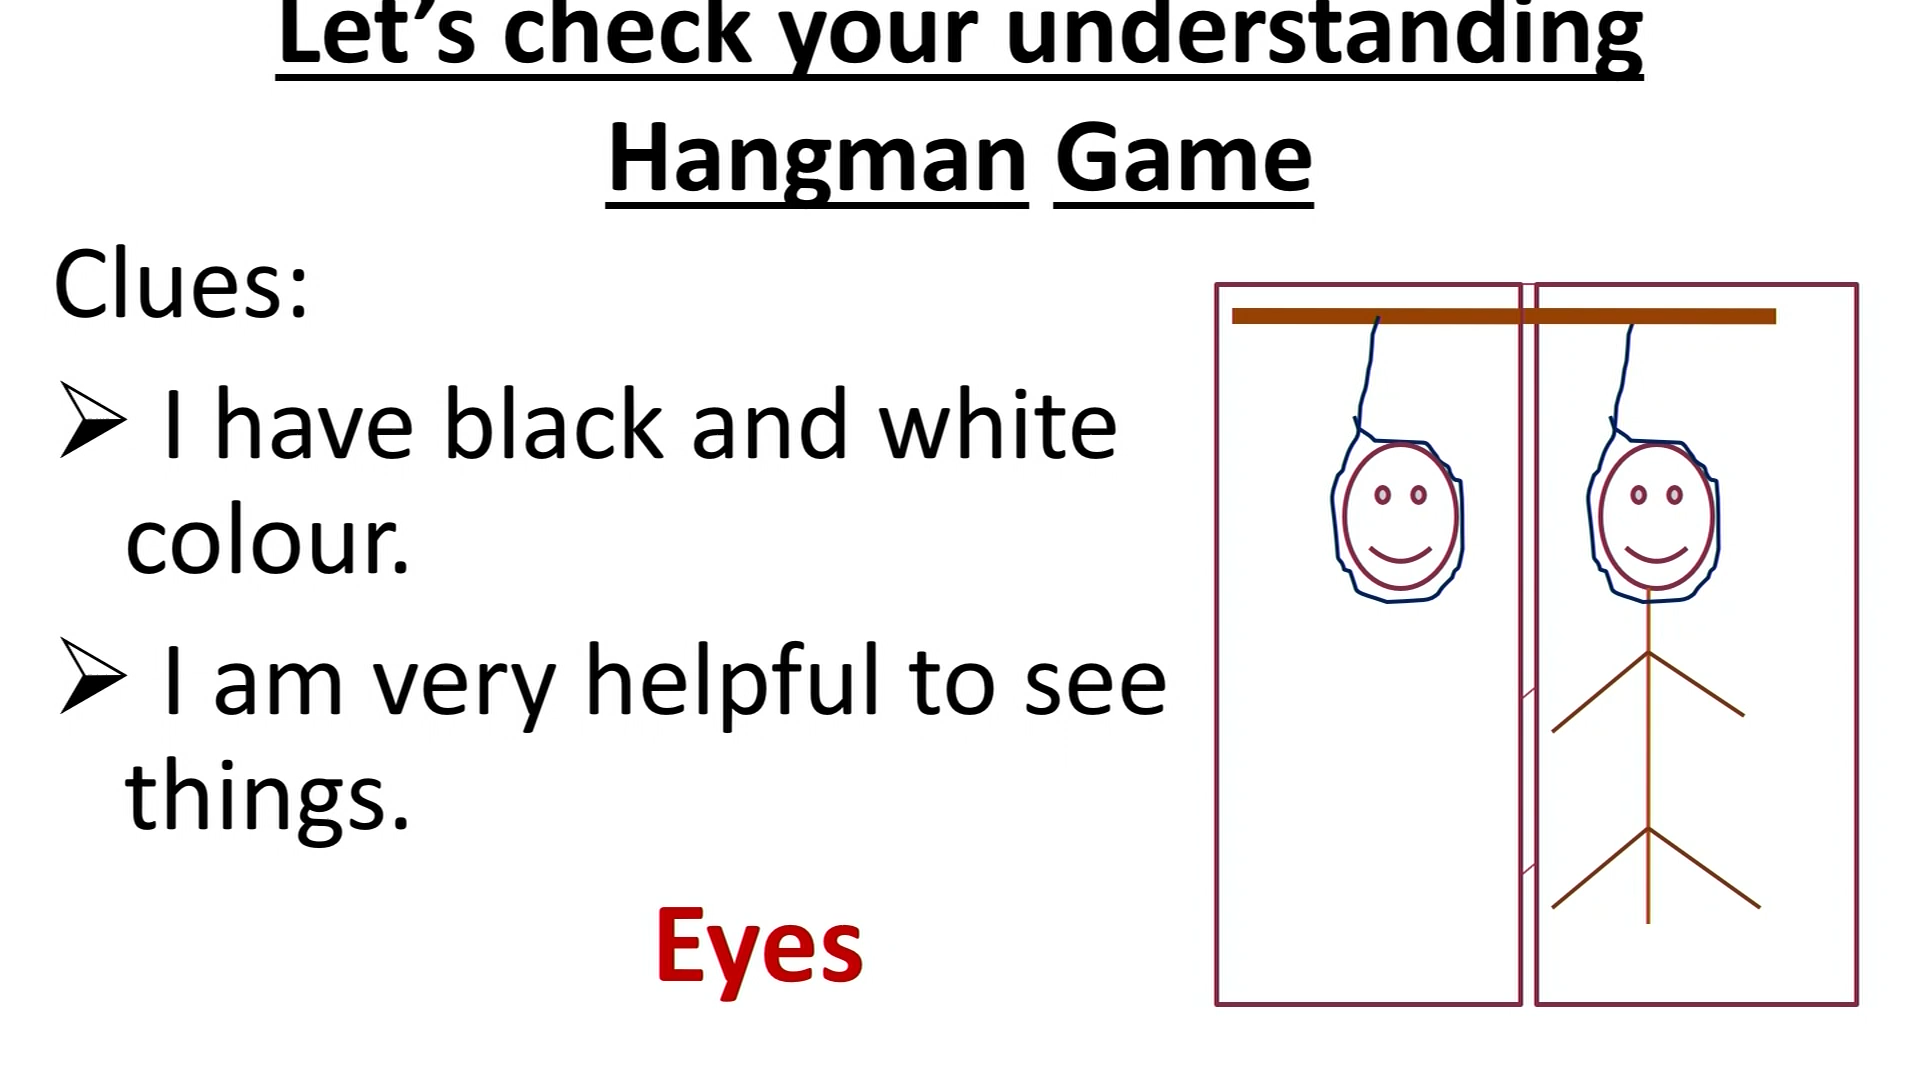 Let’s check your understanding
Hangman Game
Clues:
➢ I have black and white
colour.
➢ I am very helpful to see
things.
Eyes